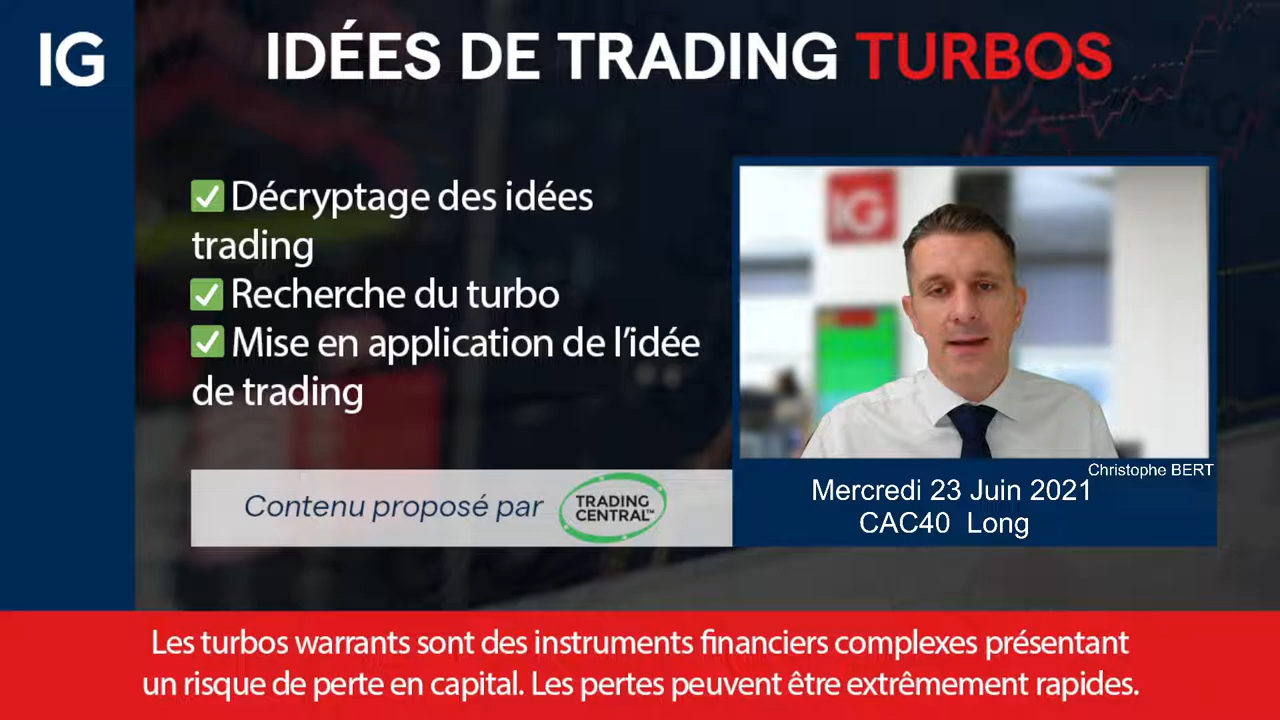 IG
IDÉES DE TRADING TURBOS
✅ Décryptage des idées
trading
✅ Recherche du turbo
✅ Mise en application de l'idée
de trading
IG
Contenu proposé par
TRADING
CENTRAL™
Christophe BERT
Mercredi 23 Juin 2021
CAC40 Long
Les turbos warrants sont des instruments financiers complexes présentant
un risque de perte en capital. Les pertes peuvent être extrêmement rapides.